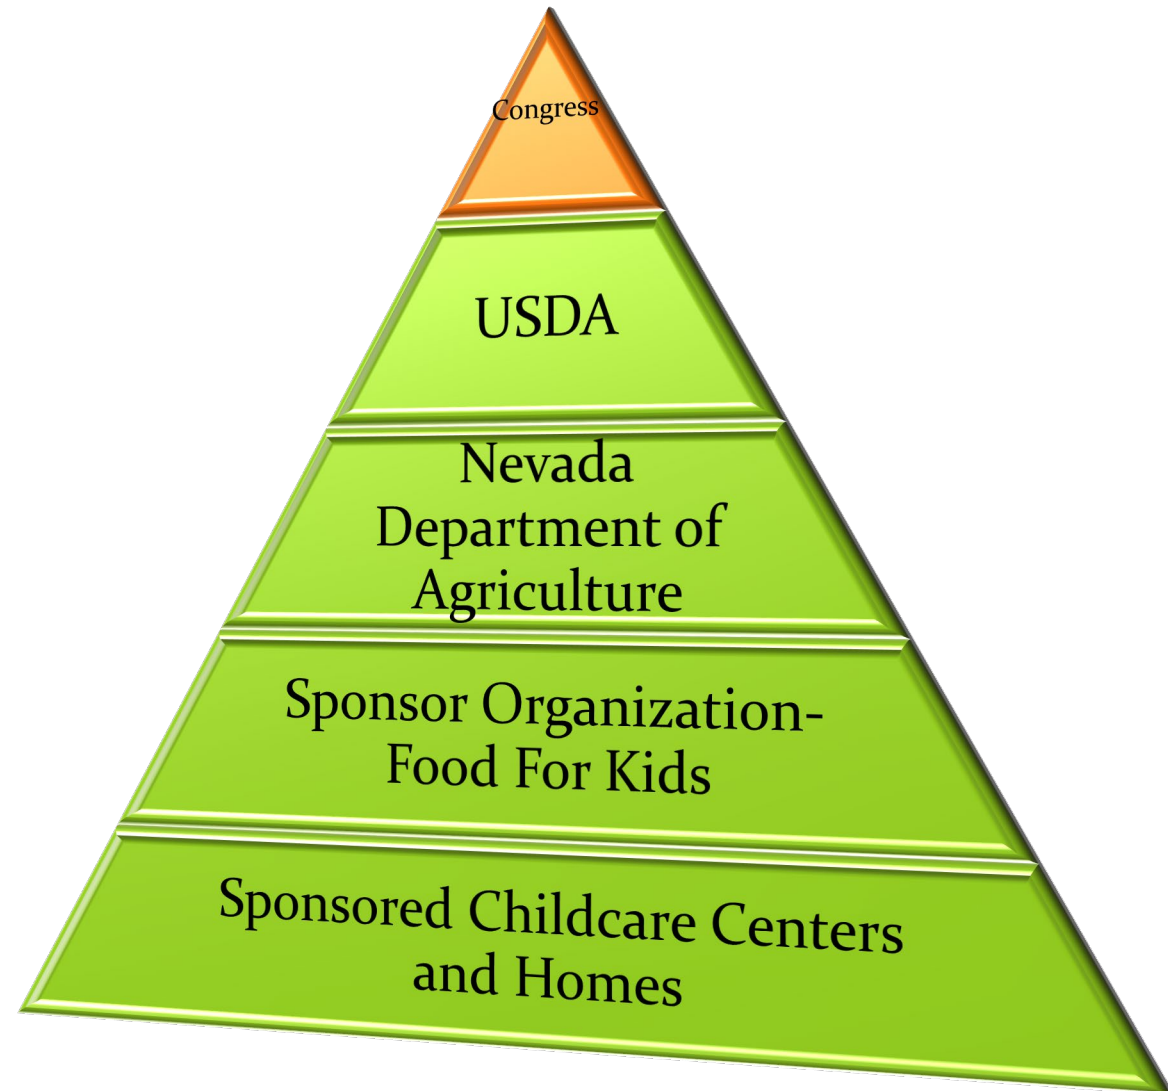 Congress
USDA
Nevada
Department of
Agriculture
Sponsor Organization-
Food For Kids
Sponsored Childcare Centers
and Homes